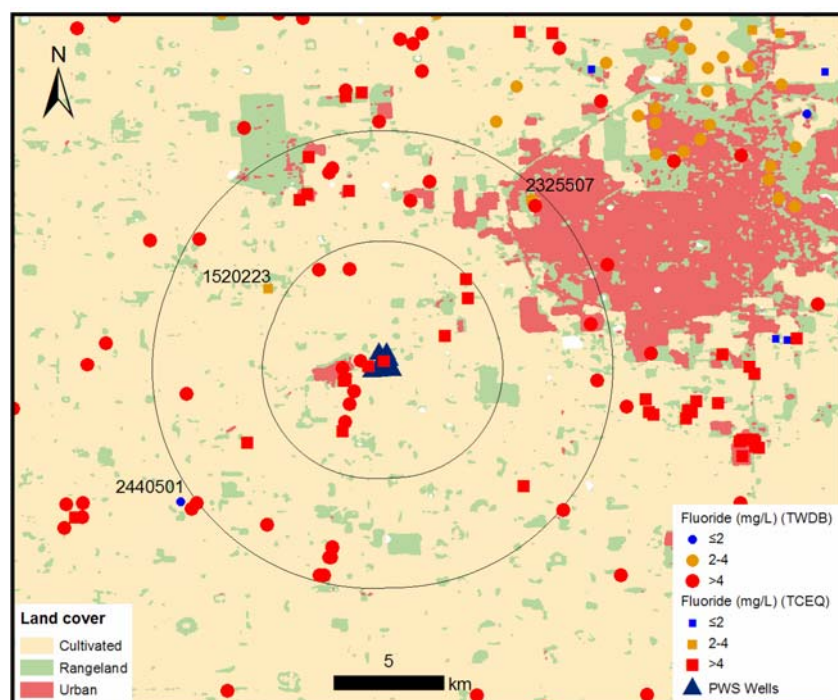 N
2325507
1520223
2440501
Fluoride (mg/L) (TWDB)
≤2
2-4
>4
Fluoride (mg/L) (TCEQ)
≤2
2-4
>4
PWS Wells
Land cover
Cultivated
Rangeland
Urban
5
km